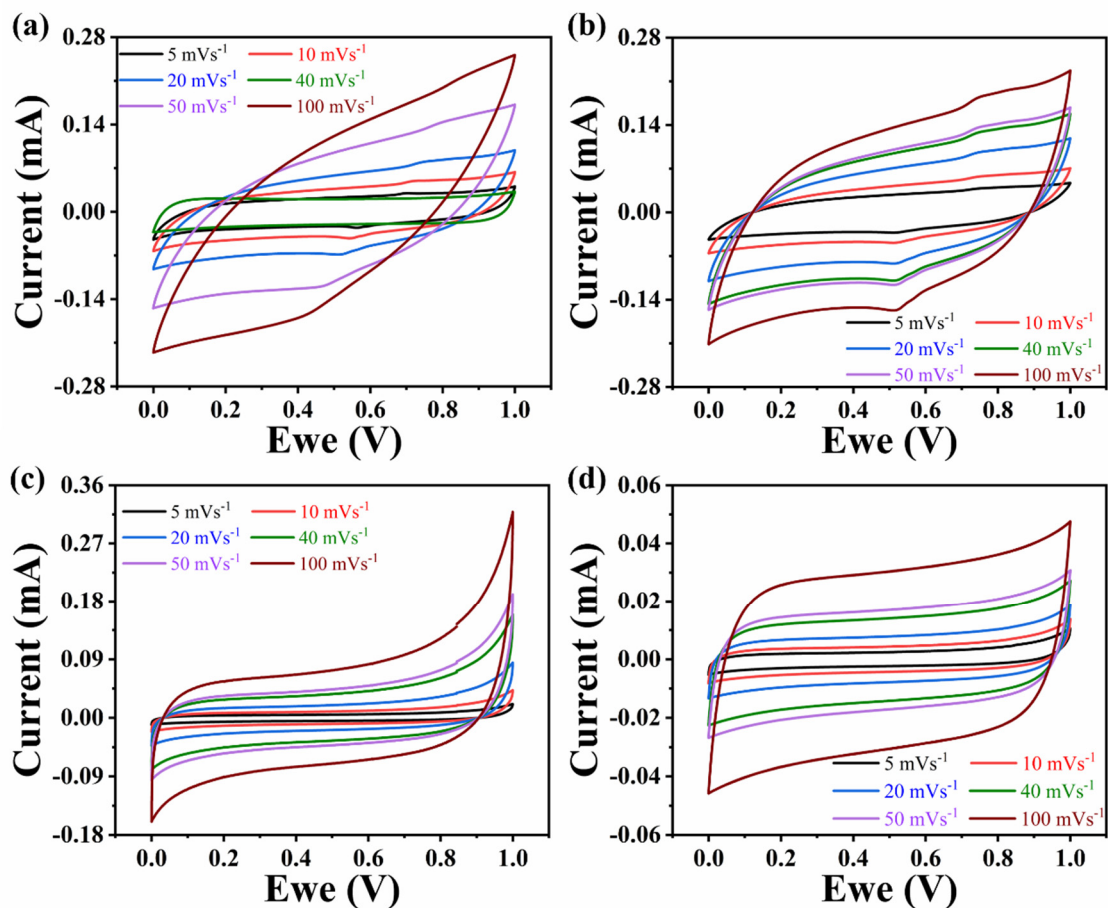 (a)
0.28
0.14
0.00
-0.14
-0.28
Current (mA)
5 mVs⁻¹ 10 mVs⁻¹
20 mVs⁻¹ 40 mVs⁻¹
50 mVs⁻¹ 100 mVs⁻¹
0.0 0.2 0.4 0.6 0.8 1.0
Ewe (V)
(b)
0.28
0.14
0.00
-0.14
-0.28
Current (mA)
5 mVs⁻¹ 10 mVs⁻¹
20 mVs⁻¹ 40 mVs⁻¹
50 mVs⁻¹ 100 mVs⁻¹
0.0 0.2 0.4 0.6 0.8 1.0
Ewe (V)
(c)
0.36
0.27
0.18
0.09
0.00
-0.09
-0.18
Current (mA)
5 mVs⁻¹ 10 mVs⁻¹
20 mVs⁻¹ 40 mVs⁻¹
50 mVs⁻¹ 100 mVs⁻¹
0.0 0.2 0.4 0.6 0.8 1.0
Ewe (V)
(d)
0.06
0.04
0.02
0.00
-0.02
-0.04
-0.06
Current (mA)
5 mVs⁻¹ 10 mVs⁻¹
20 mVs⁻¹ 40 mVs⁻¹
50 mVs⁻¹ 100 mVs⁻¹
0.0 0.2 0.4 0.6 0.8 1.0
Ewe (V)